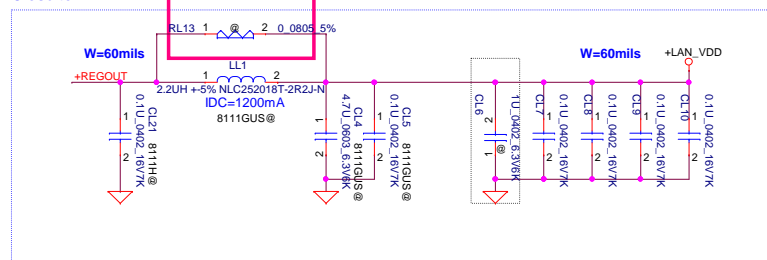 RL13 1 @ 2 0_0805_5%
W=60mils
W=60mils
+LAN_VDD
+REGOUT
LL1
1 2
2.2UH +-5% NLC252018T-2R2J-N
IDC=1200mA
8111GUS@
CL21 8111H@
0.1U_0402_16V7K
1
2
CL4 8111GUS@
4.7U_0603_6.3V6K
1
2
CL5 8111GUS@
0.1U_0402_16V7K
1
2
CL6
1U_0402_6.3V6K
2
1 @
CL7
0.1U_0402_16V7K
1
2
CL8
0.1U_0402_16V7K
1
2
CL9
0.1U_0402_16V7K
1
2
CL10
0.1U_0402_16V7K
1
2